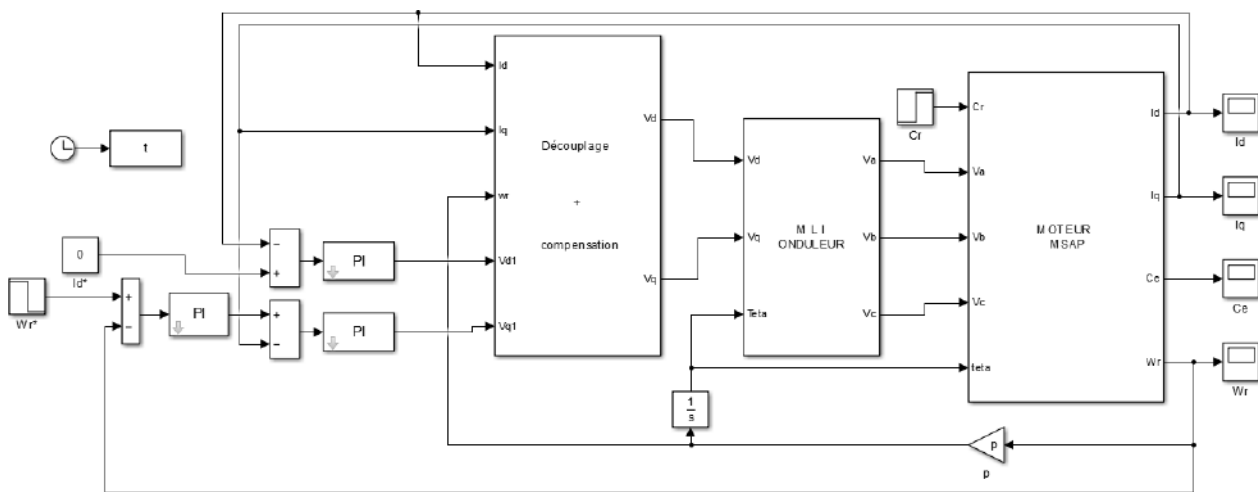 Id
Iq
wr
Vd1
Vq1
Découplage
+
compensation
Vd
Vq
t
0
Id*
Wr*
+
−
PI
−
+
PI
+
−
PI
Vd
Vq
Teta
M L I
ONDULEUR
Va
Vb
Vc
Cr
Cr
Va
Vb
Vc
teta
MOTEUR
MSAP
Id
Iq
Ce
Wr
Id
Iq
Ce
Wr
1
s
p
p